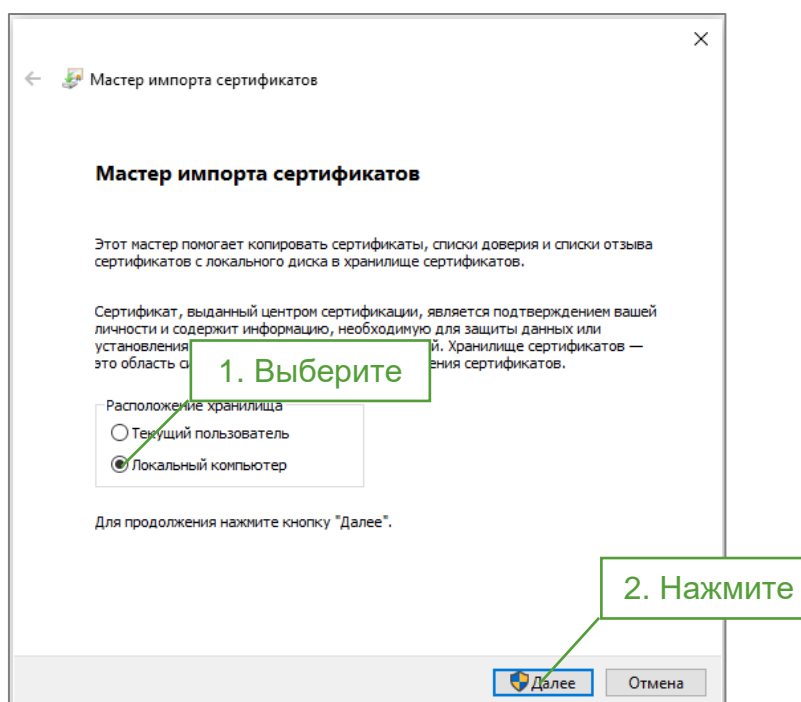 Мастер импорта сертификатов
Мастер импорта сертификатов
Этот мастер помогает копировать сертификаты, списки доверия и списки отзыва
сертификатов с локального диска в хранилище сертификатов.
Сертификат, выданный центром сертификации, является подтверждением вашей
личности и содержит информацию, необходимую для защиты данных или
установления й. Хранилище сертификатов —
это область ения сертификатов.
1. Выберите
Расположение хранилища
Текущий пользователь
Локальный компьютер
Для продолжения нажмите кнопку "Далее".
2. Нажмите
Далее Отмена